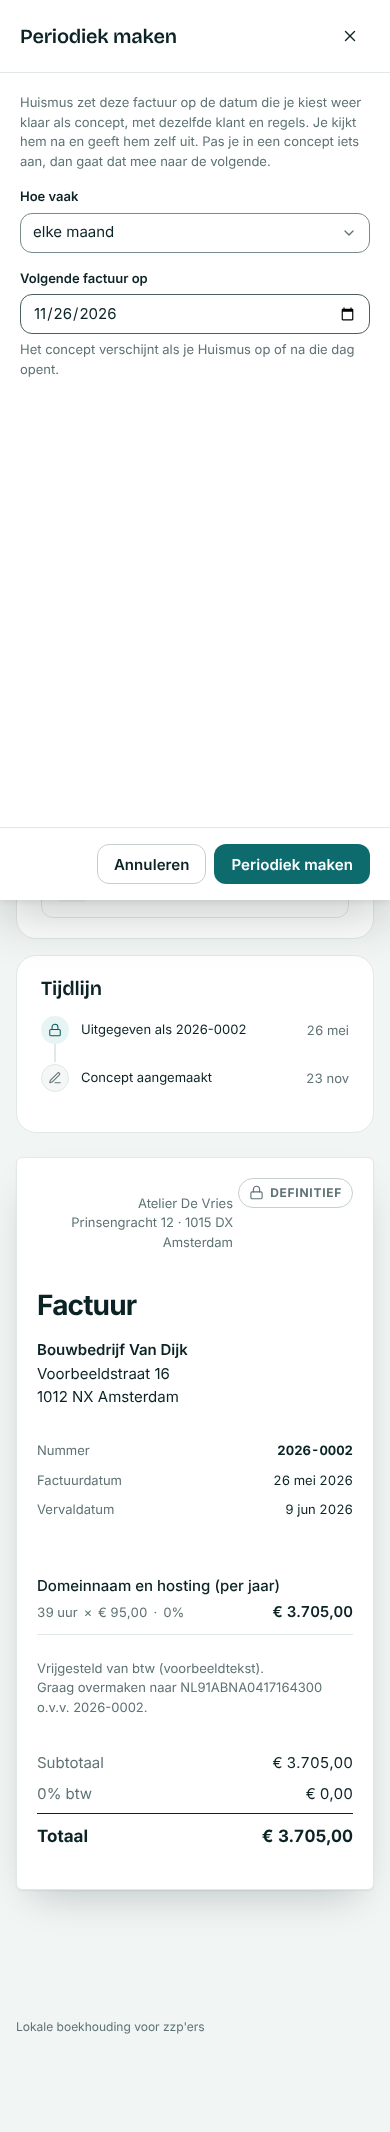 Periodiek maken
Huismus zet deze factuur op de datum die je kiest weer
klaar als concept, met dezelfde klant en regels. Je kijkt
hem na en geeft hem zelf uit. Pas je in een concept iets
aan, dan gaat dat mee naar de volgende.
Hoe vaak
elke maand
Volgende factuur op
11/26/2026
Het concept verschijnt als je Huismus op of na die dag
opent.
Annuleren
Periodiek maken
Tijdlijn
Uitgegeven als 2026-0002 26 mei
Concept aangemaakt 23 nov
DEFINITIEF
Atelier De Vries
Prinsengracht 12 · 1015 DX
Amsterdam
Factuur
Bouwbedrijf Van Dijk
Voorbeeldstraat 16
1012 NX Amsterdam
Nummer 2026-0002
Factuurdatum 26 mei 2026
Vervaldatum 9 jun 2026
Domeinnaam en hosting (per jaar)
39 uur × € 95,00 · 0% € 3.705,00
Vrijgesteld van btw (voorbeeldtekst).
Graag overmaken naar NL91ABNA0417164300
o.v.v. 2026-0002.
Subtotaal € 3.705,00
0% btw € 0,00
Totaal € 3.705,00
Lokale boekhouding voor zzp'ers